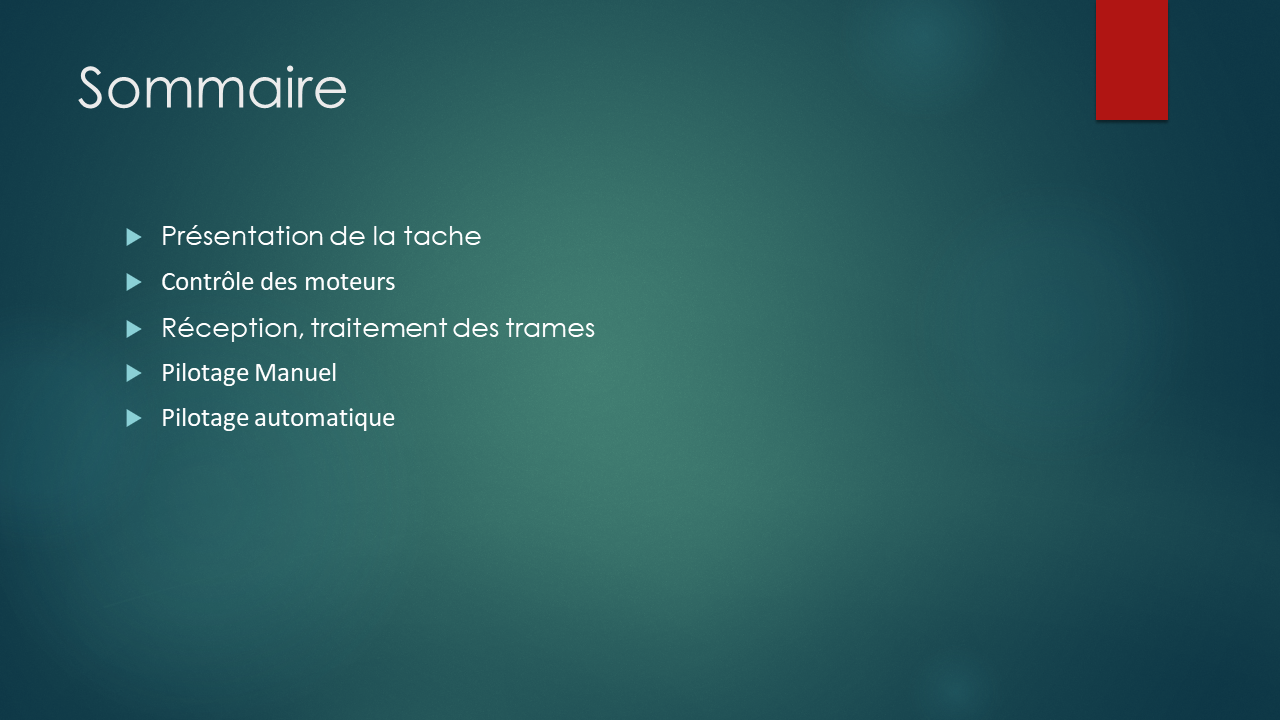 Sommaire
Présentation de la tache
Contrôle des moteurs
Réception, traitement des trames
Pilotage Manuel
Pilotage automatique